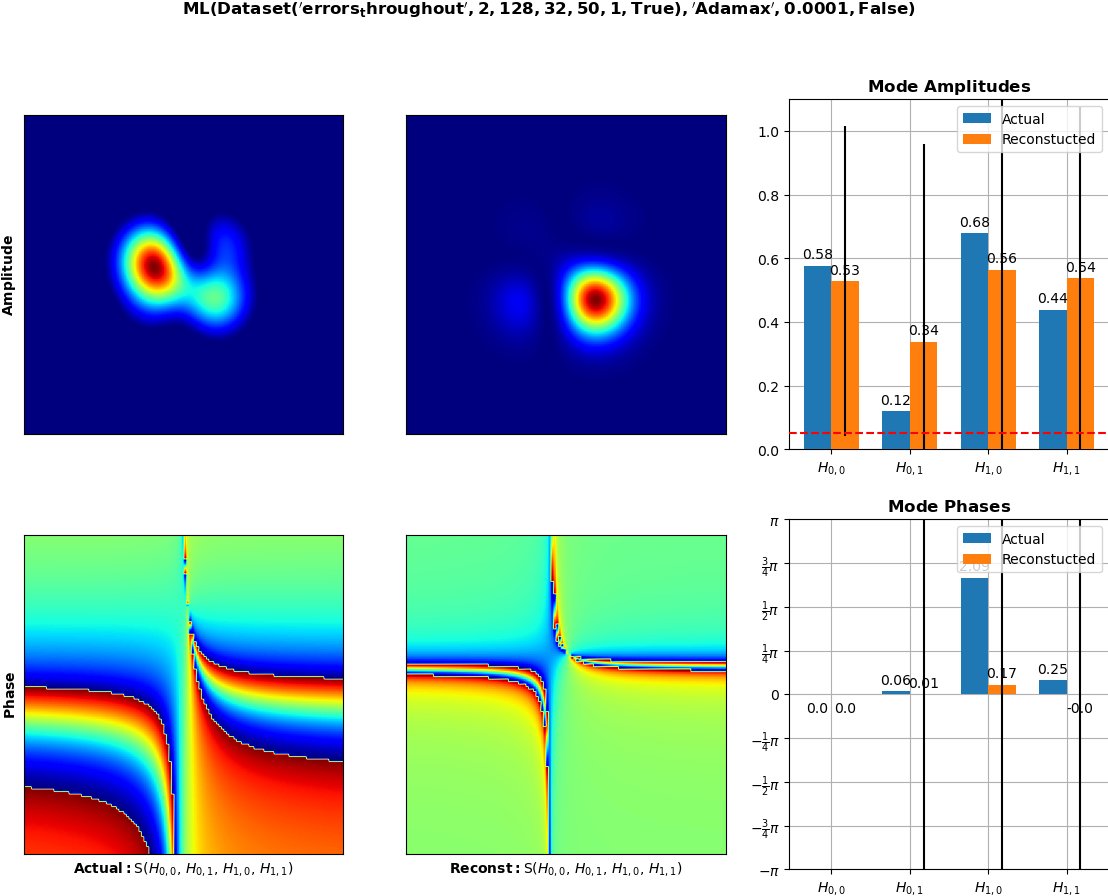 ML(Dataset('errors_throughout', 2, 128, 32, 50, 1, True), 'Adamax', 0.0001, False)
Mode Amplitudes
Amplitude
Actual
Reconstucted
1.0
0.8
0.6
0.4
0.2
0.0
0.58
0.53
0.12
0.34
0.68
0.56
0.44
0.54
H0,0
H0,1
H1,0
H1,1
Mode Phases
Phase
Actual
Reconstucted
π
3/4π
1/2π
1/4π
0
−1/4π
−1/2π
−3/4π
−π
0.0
0.0
0.06
0.01
2.09
0.17
0.25
-0.0
H0,0
H0,1
H1,0
H1,1
Actual: S(H0,0, H0,1, H1,0, H1,1)
Reconst: S(H0,0, H0,1, H1,0, H1,1)